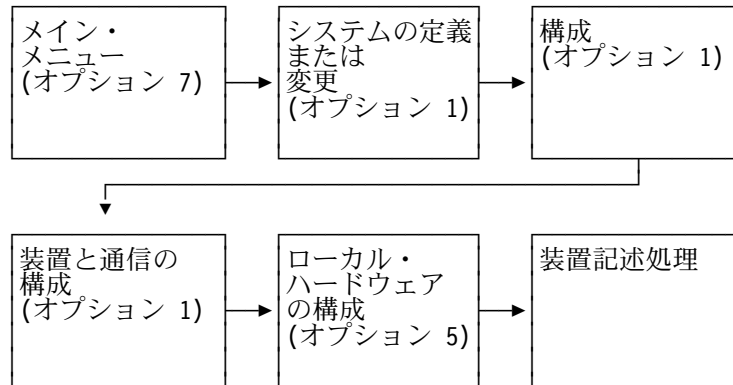 メイン・
メニュー
(オプション 7)
システムの定義
または
変更
(オプション 1)
構成
(オプション 1)
装置と通信の
構成
(オプション 1)
ローカル・
ハードウェア
の構成
(オプション 5)
装置記述処理